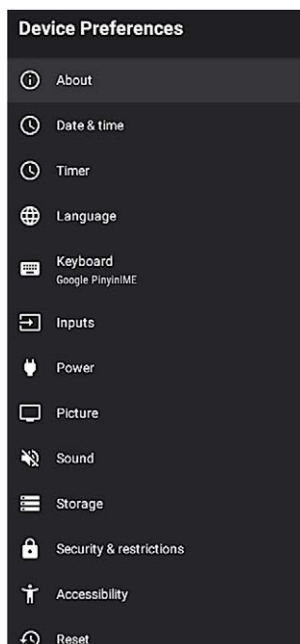 Device Preferences
About
Date & time
Timer
Language
Keyboard
Google PinyinIME
Inputs
Power
Picture
Sound
Storage
Security & restrictions
Accessibility
Reset